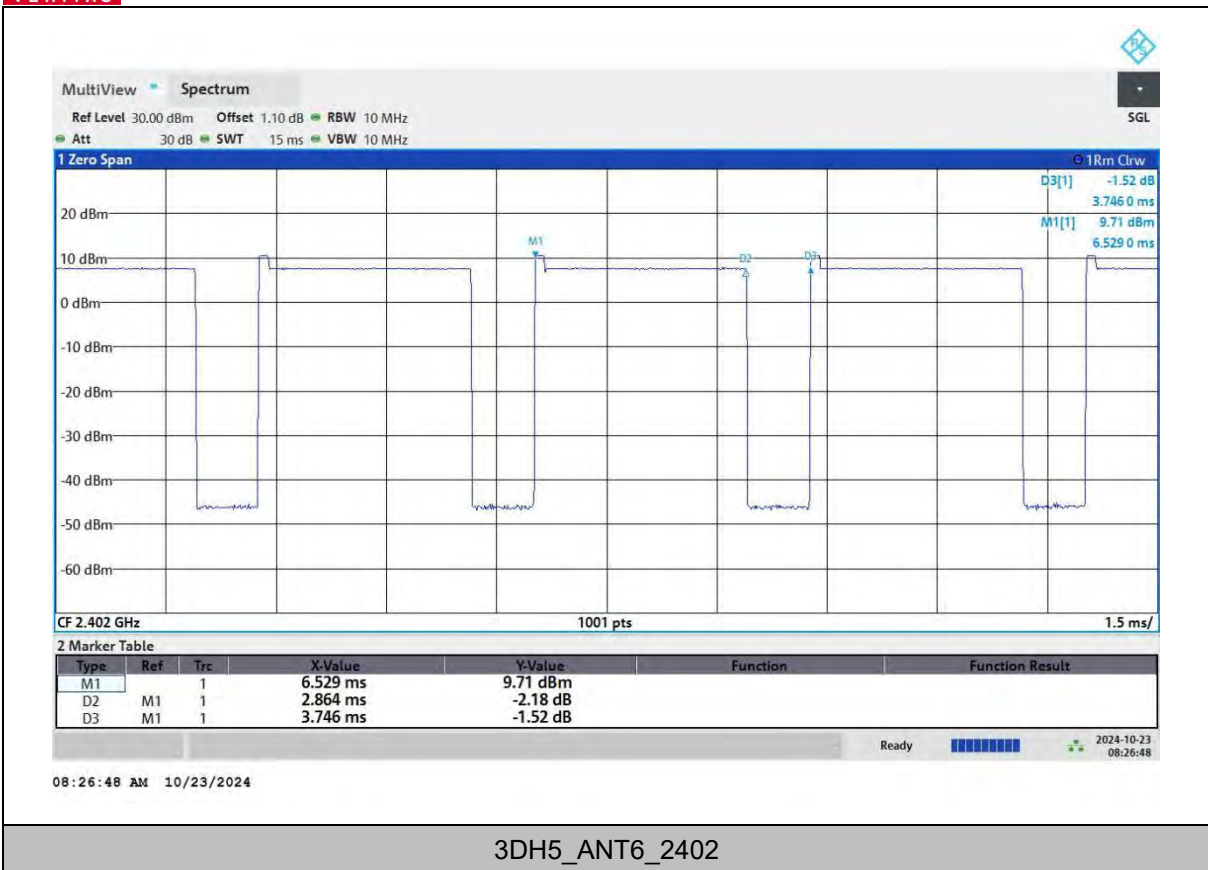 MultiView Spectrum
Ref Level 30.00 dBm Offset 1.10 dB RBW 10 MHz
SGL
Att 30 dB SWT 15 ms VBW 10 MHz
1 Zero Span 1Rm Clrw
D3[1] -1.52 dB
3.746 0 ms
M1[1] 9.71 dBm
6.529 0 ms
20 dBm
M1
10 dBm
D2 D3
0 dBm
-10 dBm
-20 dBm
-30 dBm
-40 dBm
-50 dBm
-60 dBm
CF 2.402 GHz 1001 pts 1.5 ms/
2 Marker Table
Type Ref Trc X-Value Y-Value Function Function Result
M1 1 6.529 ms 9.71 dBm
D2 M1 1 2.864 ms -2.18 dB
D3 M1 1 3.746 ms -1.52 dB
Ready 2024-10-23
08:26:48
08:26:48 AM 10/23/2024
3DH5_ANT6_2402